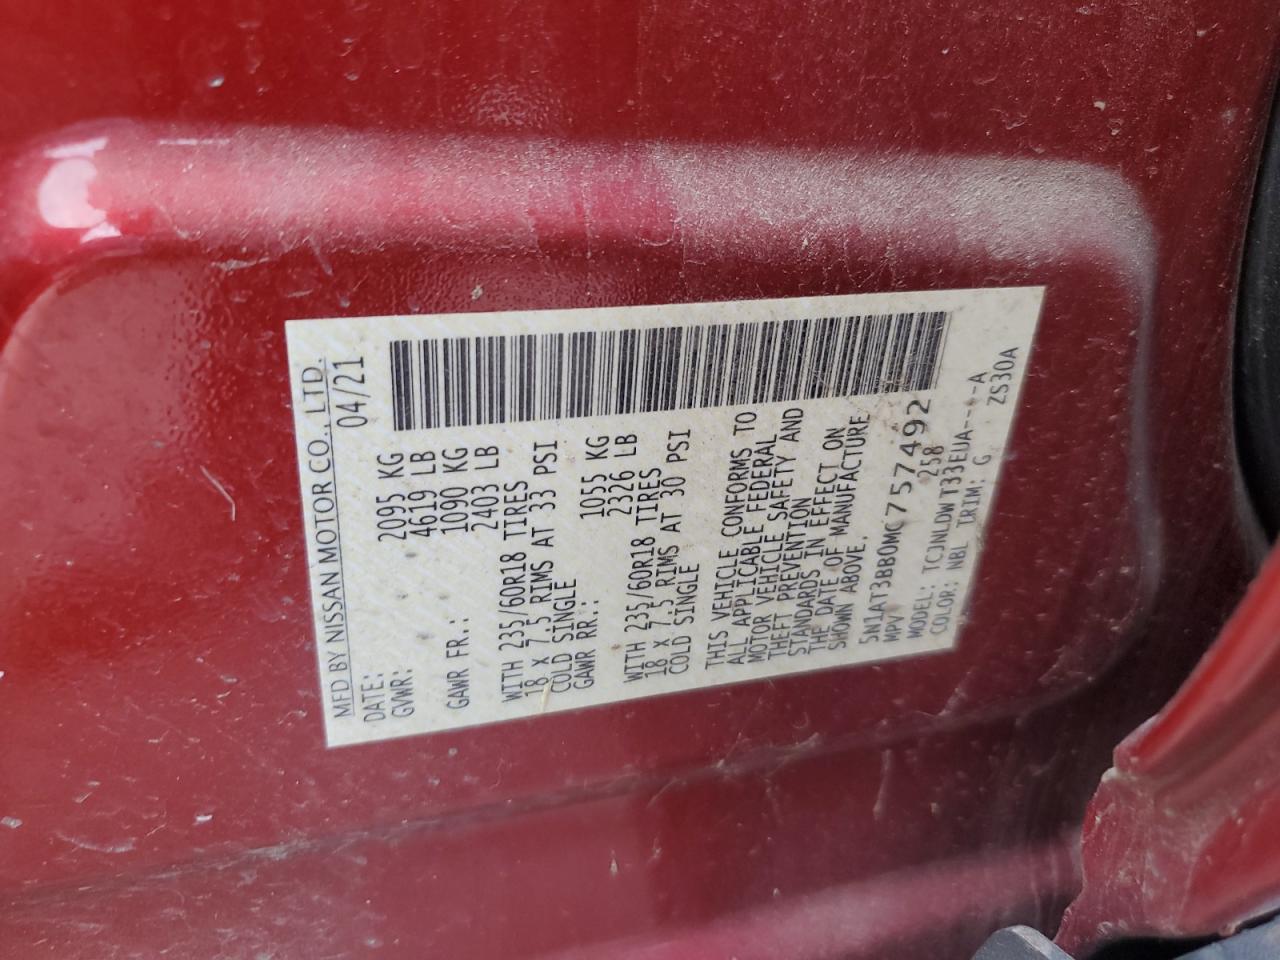 MFD BY NISSAN MOTOR CO., LTD.
DATE: 04/21
GVWR: 2095 KG
4619 LB
GAWR FR.: 1090 KG
2403 LB
WITH 235/60R18 TIRES
18 X 7.5 RIMS AT 33 PSI
COLD SINGLE
GAWR RR.: 1055 KG
2326 LB
WITH 235/60R18 TIRES
18 X 7.5 RIMS AT 30 PSI
COLD SINGLE
THIS VEHICLE CONFORMS TO
ALL APPLICABLE FEDERAL
MOTOR VEHICLE SAFETY AND
THEFT PREVENTION
STANDARDS IN EFFECT ON
THE DATE OF MANUFACTURE
SHOWN ABOVE.
5N1AT3BB0MC757492
MPV 258
MODEL: TCJNLDWT33EUA----A
COLOR: NBL TRIM: G ZS30A